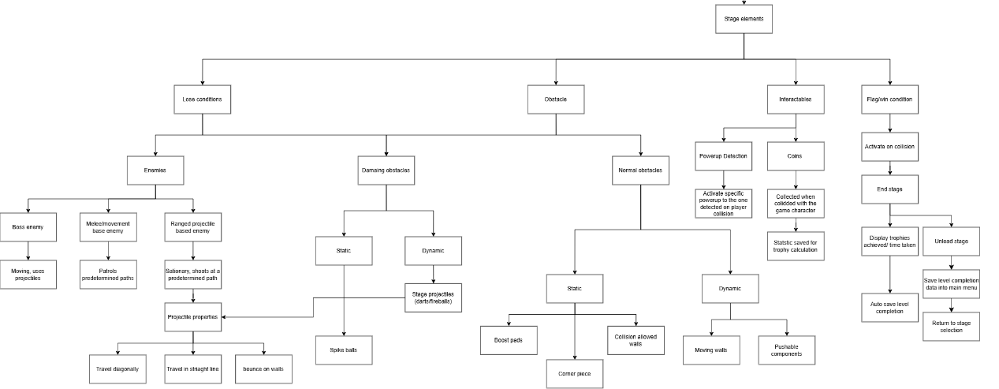 Stage elements
Lose conditions
Obstacle
Interactables
Flag/win condition
Powerup Detection
Coins
Activate on collision
Enemies
Damaing obstacles
Normal obstacles
End stage
Activate specific
powerup to the one
detected on player
collision
Collected when
colidded with the
game character
Boss enemy
Melee/movement
base enemy
Ranged projectile
based enemy
Statstic saved for
trophy calculation
Display trophies
achieved/ time taken
Unload stage
Static
Dynamic
Moving, uses
projectiles
Patrols
predetermined paths
Sationary, shoots at a
predetermined path
Save level completion
data into main menu
Stage projectiles
(darts/fireballs)
Static
Dynamic
Auto save level
completion
Projectile properties
Return to stage
selection
Boost pads
Collision allowed
walls
Moving walls
Pushable
components
Spike balls
Travel diagonally
Travel in striaght line
bounce on walls
Corner piece